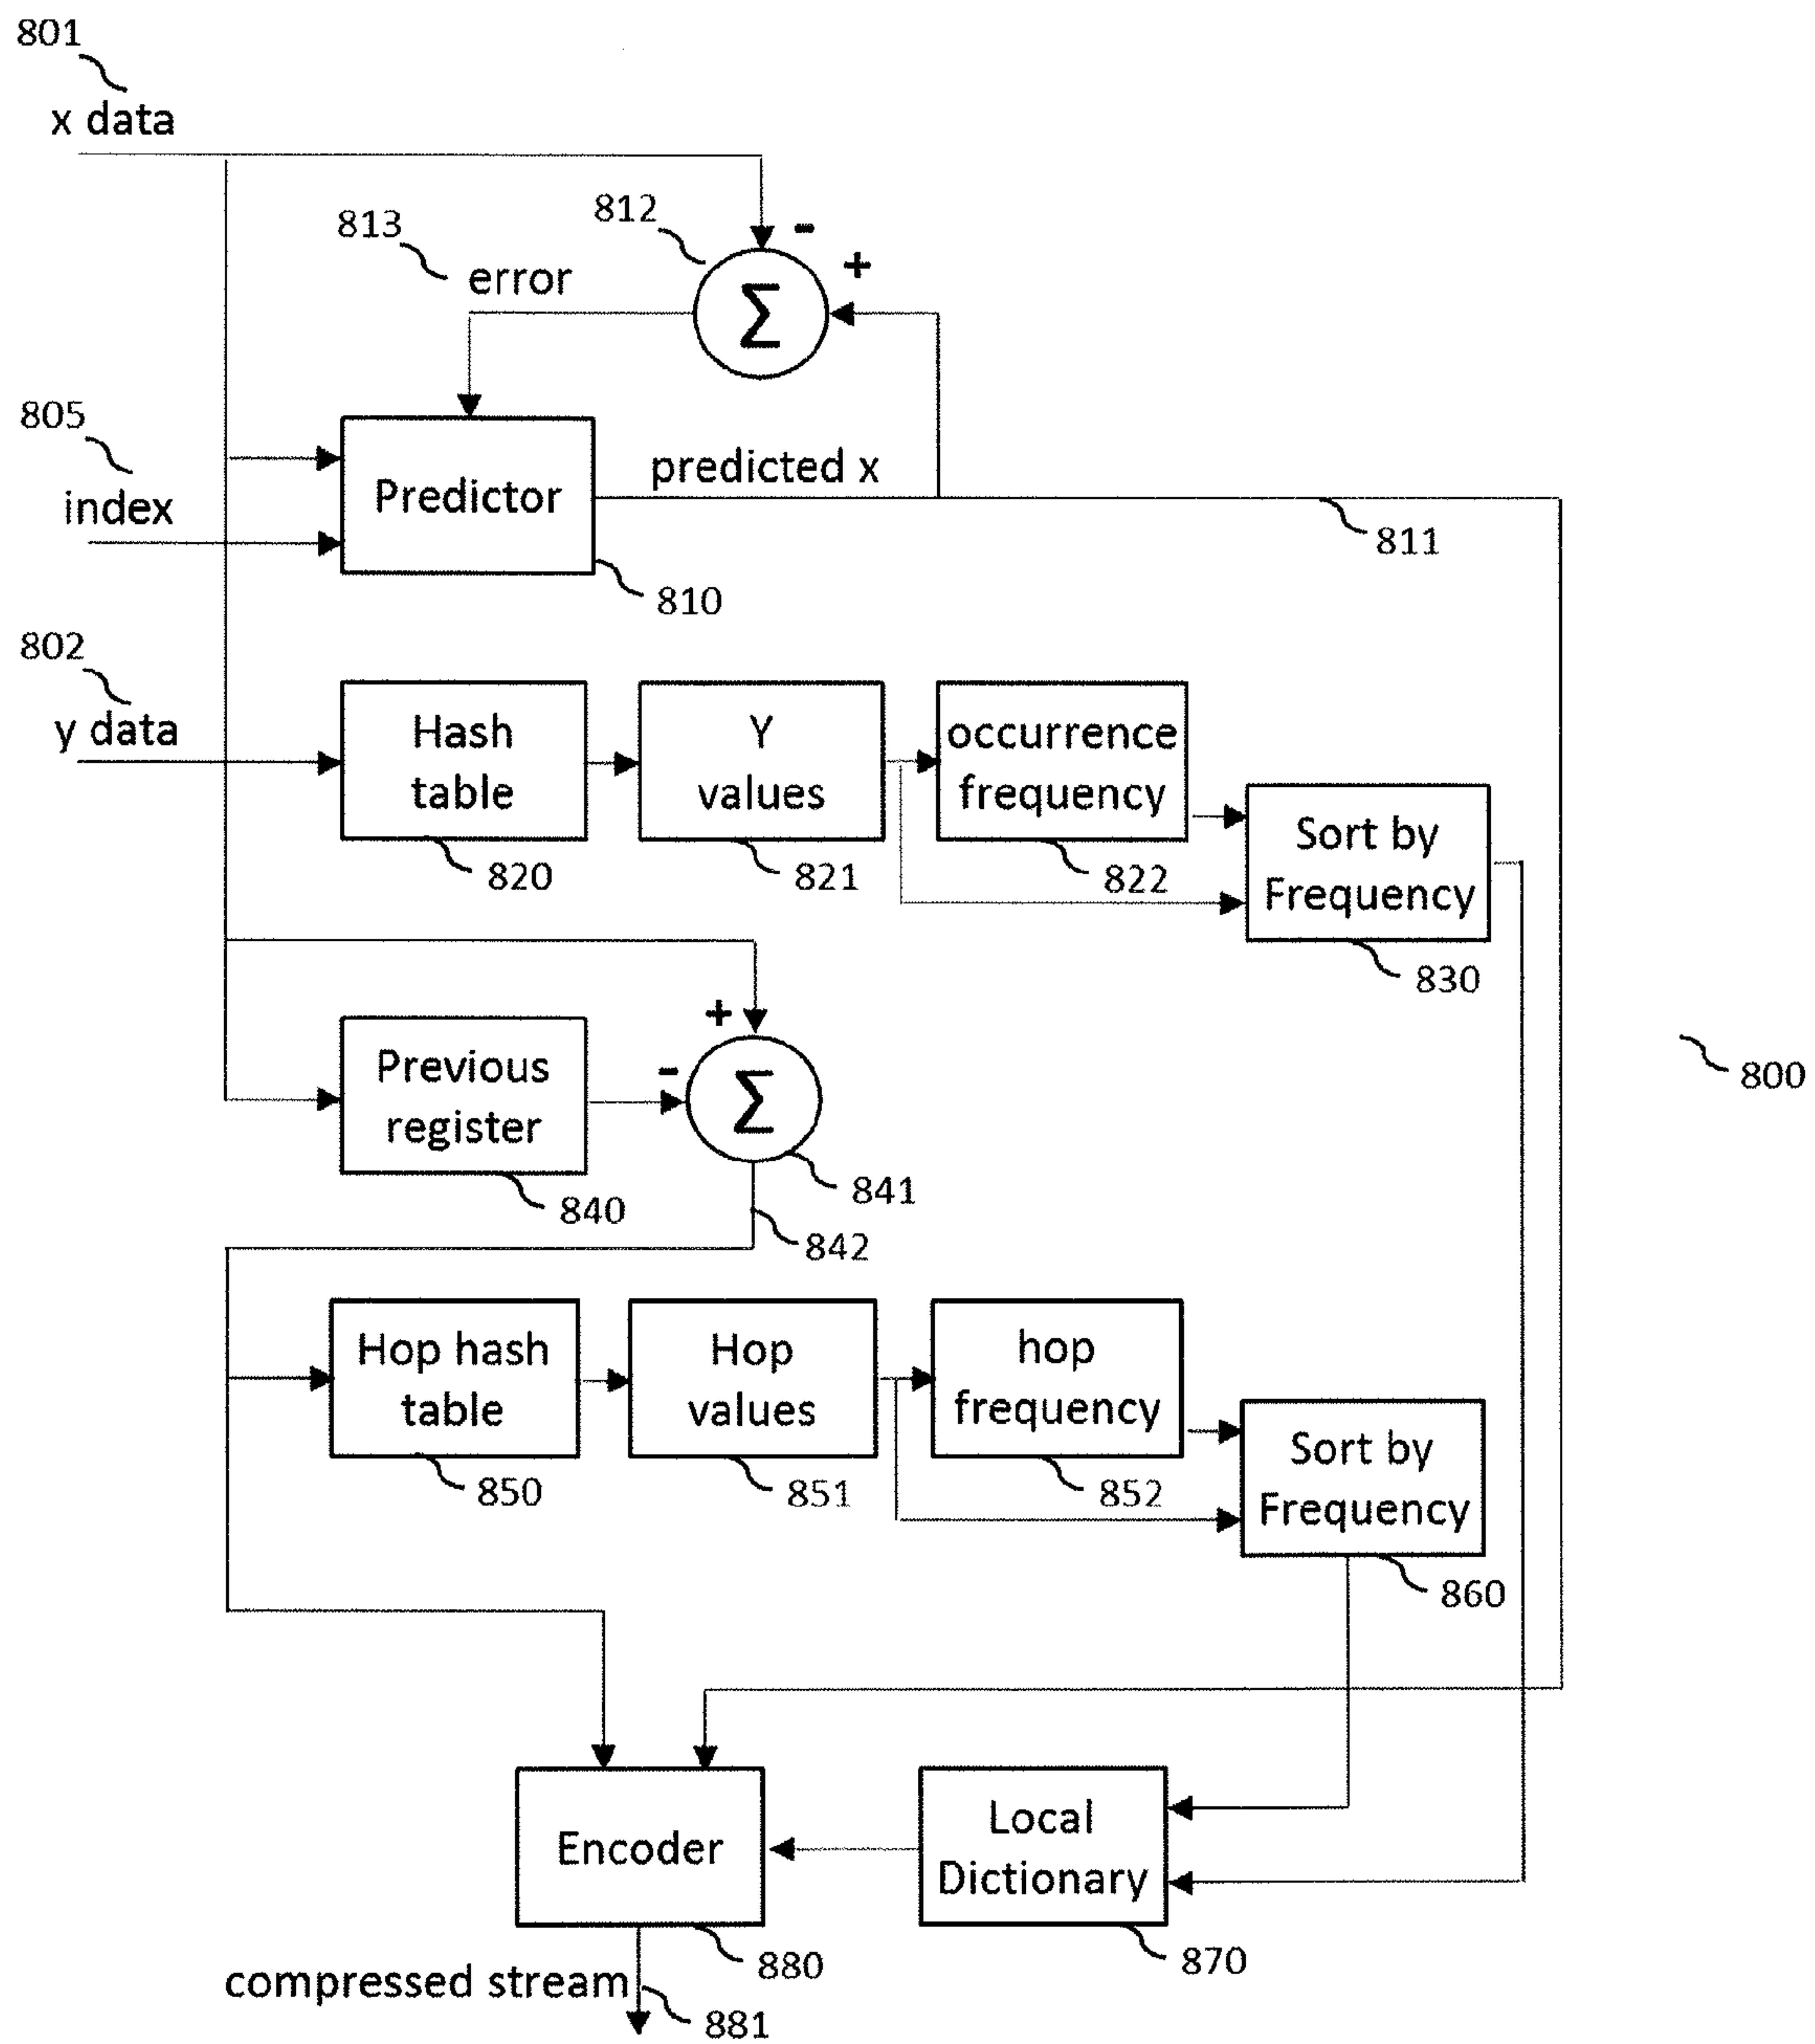 801
x data
813
812
-
+
error
Σ
805
index
Predictor
predicted x
811
810
802
y data
Hash
table
Y
values
occurrence
frequency
Sort by
Frequency
820
821
822
830
Previous
register
+
-
Σ
800
840
841
842
Hop hash
table
Hop
values
hop
frequency
Sort by
Frequency
850
851
852
860
Encoder
Local
Dictionary
880
870
compressed stream
881